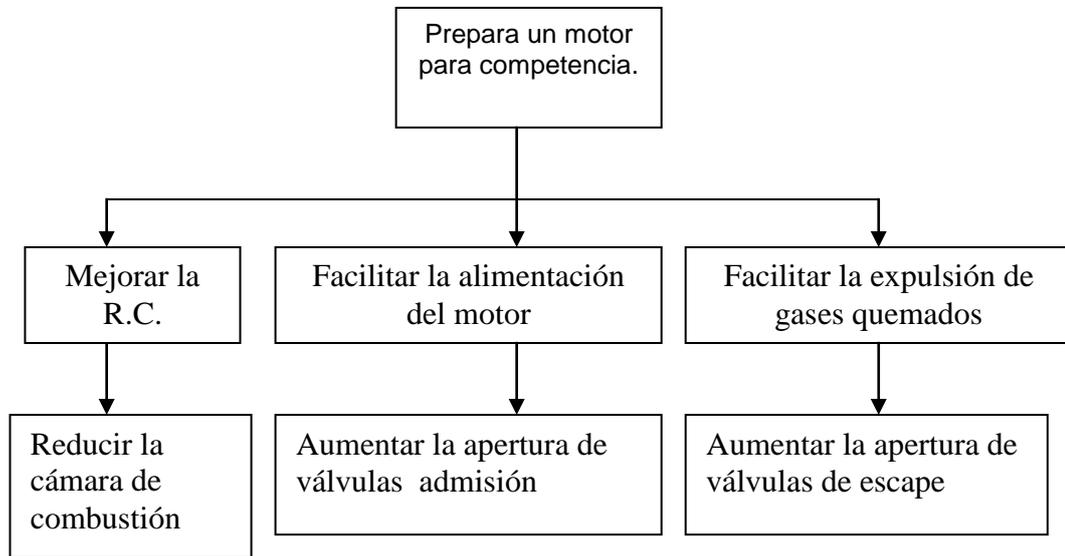 Prepara un motor
para competencia.
Mejorar la
R.C.
Facilitar la alimentación
del motor
Facilitar la expulsión de
gases quemados
Reducir la
cámara de
combustión
Aumentar la apertura de
válvulas  admisión
Aumentar la apertura de
válvulas de escape